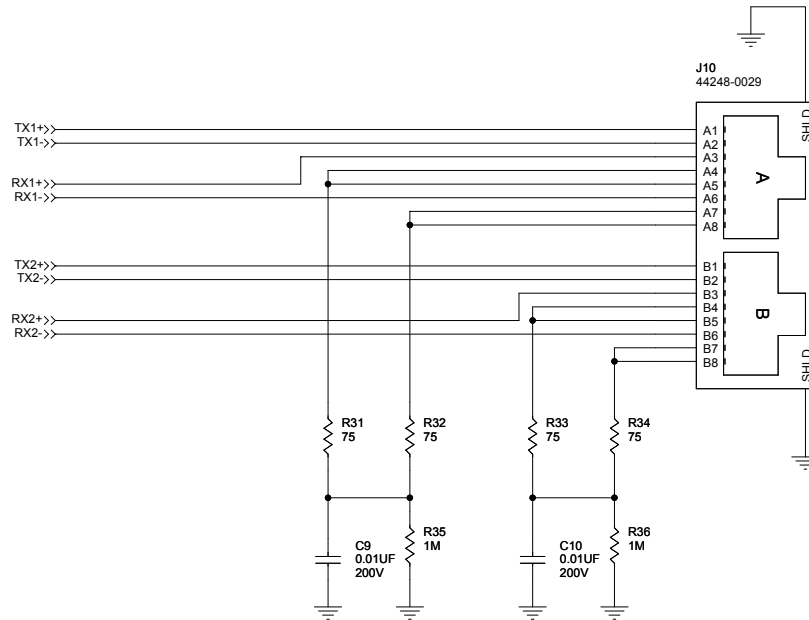 J10
44248-0029
SHLD
TX1+
TX1-
RX1+
RX1-
A1
A2
A3
A4
A5
A6
A7
A8
A
TX2+
TX2-
RX2+
RX2-
B1
B2
B3
B4
B5
B6
B7
B8
B
SHLD
R31
75
R32
75
R33
75
R34
75
C9
0.01UF
200V
R35
1M
C10
0.01UF
200V
R36
1M